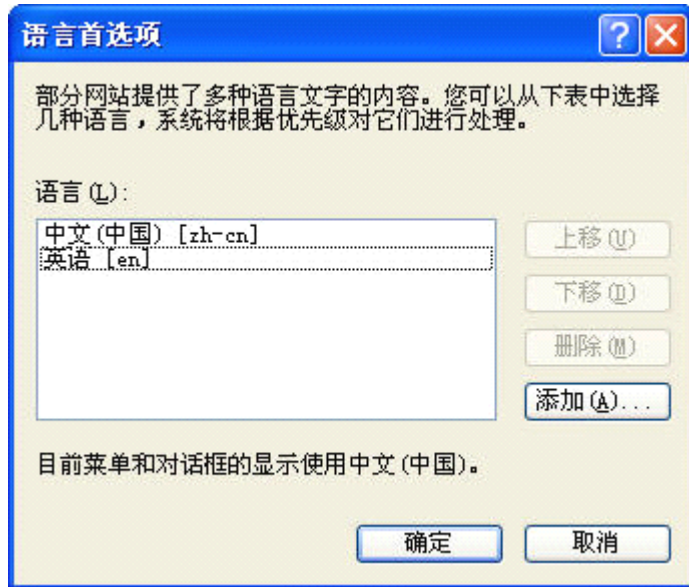 语言首选项
部分网站提供了多种语言文字的内容。您可以从下表中选择
几种语言，系统将根据优先级对它们进行处理。
语言(L):
中文(中国) [zh-cn]
英语 [en]
上移(U)
下移(D)
删除(M)
添加(A)...
目前菜单和对话框的显示使用中文(中国)。
确定
取消